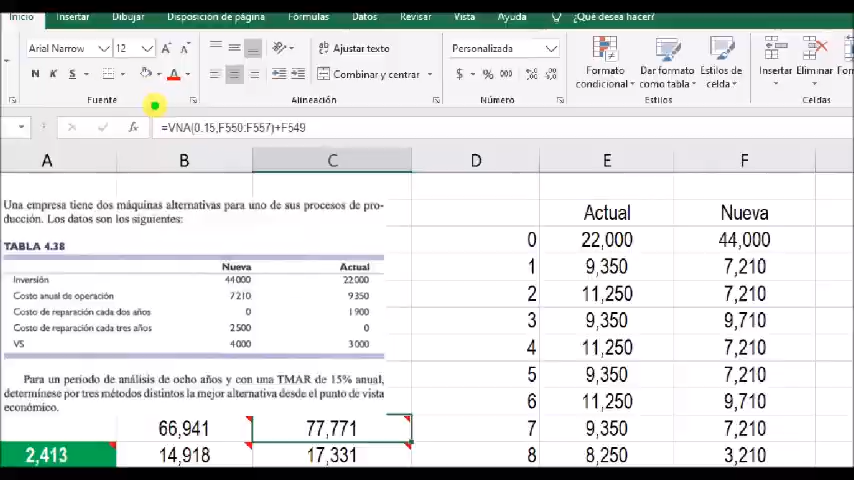 Inicio Insertar Dibujar Disposición de página Fórmulas Datos Revisar Vista Ayuda ¿Qué desea hacer?
Arial Narrow 12 A A Ajustar texto Personalizada
N K S A Combinar y centrar $ % 000 Formato condicional Dar formato como tabla Estilos de celda Insertar Eliminar Formato
Fuente Alineación Número Estilos Celdas
fx =VNA(0.15,F550:F557)+F549
A B C D E F
Una empresa tiene dos máquinas alternativas para uno de sus procesos de pro-
ducción. Los datos son los siguientes:
TABLA 4.38
Nueva Actual
Inversión 44000 22000
Costo anual de operación 7210 9350
Costo de reparación cada dos años 0 1900
Costo de reparación cada tres años 2500 0
VS 4000 3000
Para un periodo de análisis de ocho años y con una TMAR de 15% anual,
determínese por tres métodos distintos la mejor alternativa desde el punto de vista
económico.
66,941 77,771
2,413 14,918 17,331
Actual Nueva
0 22,000 44,000
1 9,350 7,210
2 11,250 7,210
3 9,350 9,710
4 11,250 7,210
5 9,350 7,210
6 11,250 9,710
7 9,350 7,210
8 8,250 3,210